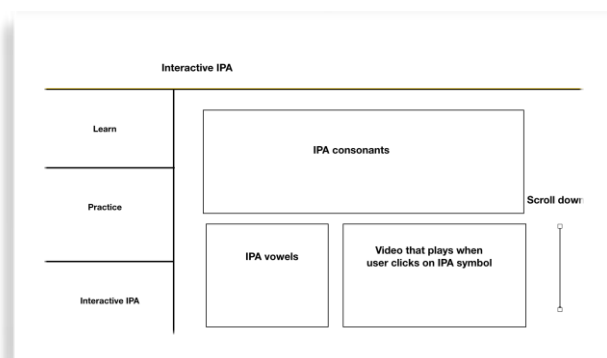 Interactive IPA
Learn
Practice
Interactive IPA
IPA consonants
IPA vowels
Video that plays when
user clicks on IPA symbol
Scroll down